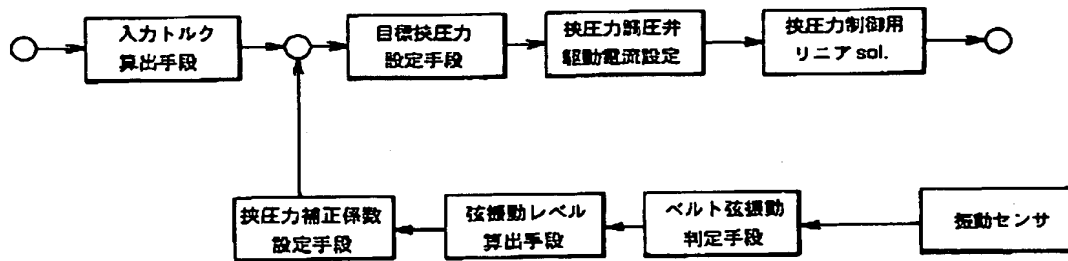 入力トルク
算出手段
目標挟圧力
設定手段
挟圧力調圧弁
駆動電流設定
挟圧力制御用
リニア sol.
挟圧力補正係数
設定手段
弦振動レベル
算出手段
ベルト弦振動
判定手段
振動センサ